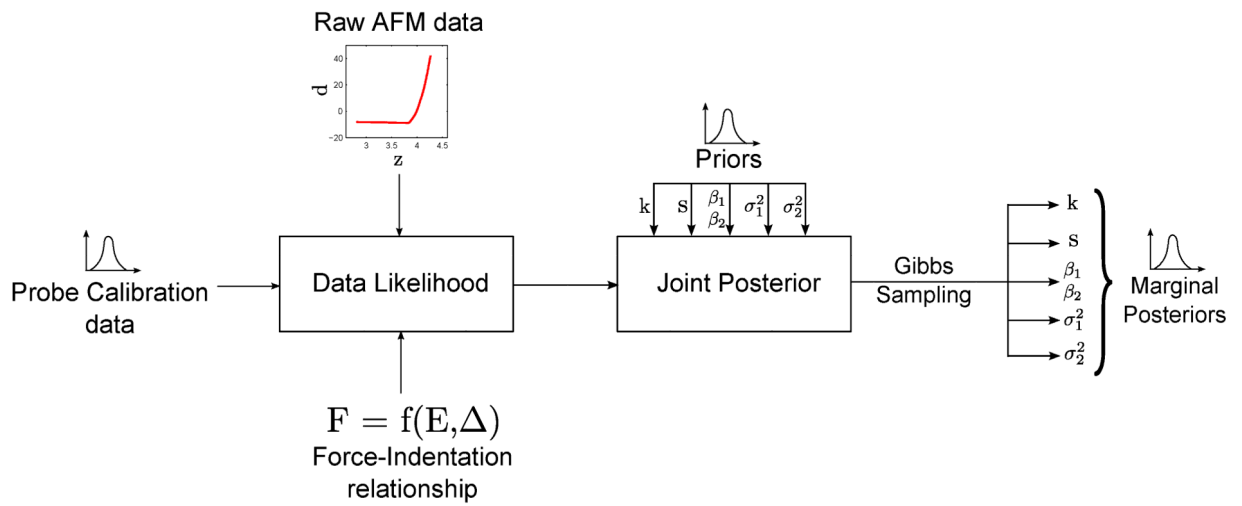 Raw AFM data
40
20
0
−20
d
3
3.5
4
4.5
z
Priors
k
s
β1
β2
σ₁²
σ₂²
Probe Calibration
data
Data Likelihood
Joint Posterior
Gibbs
Sampling
k
s
β1
β2
σ₁²
σ₂²
Marginal
Posteriors
F = f(E,Δ)
Force-Indentation
relationship